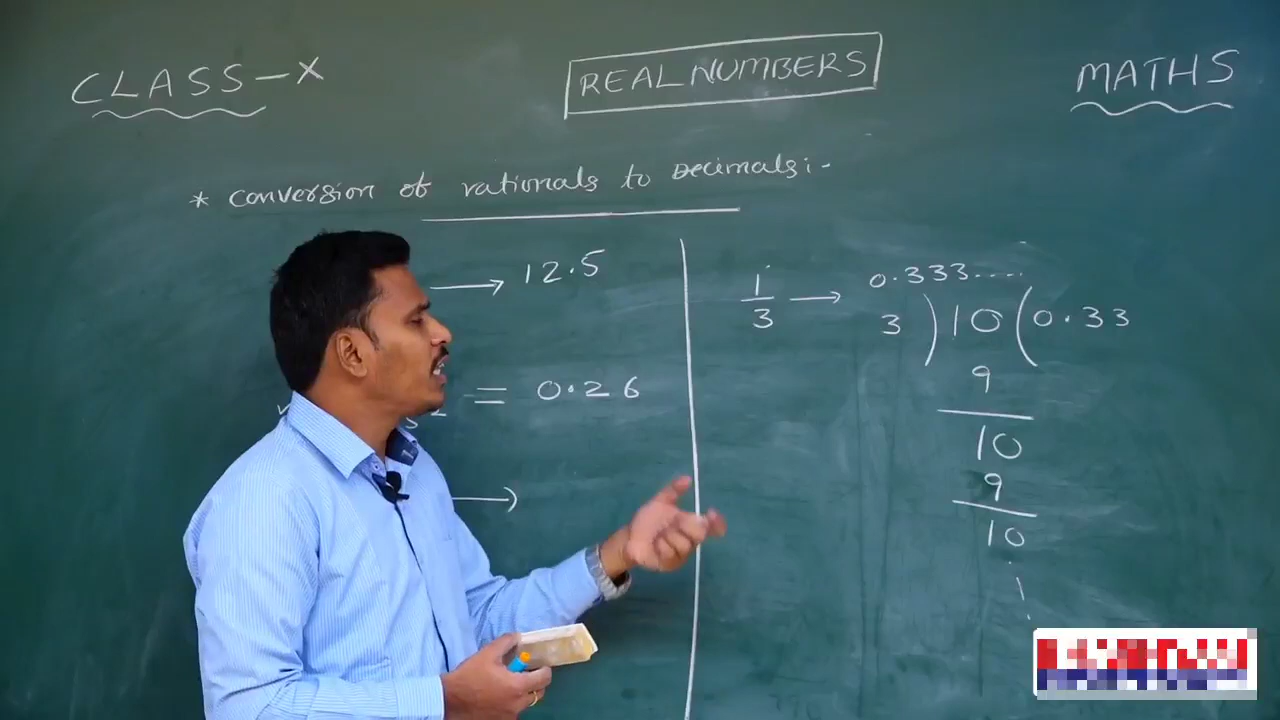 CLASS - X
REAL NUMBERS
MATHS
* Conversion of rationals to Decimals :-
→ 12.5
= 0.26
→
1/3 → 0.333.....
3 ) 10 ( 0.33
9
10
9
10